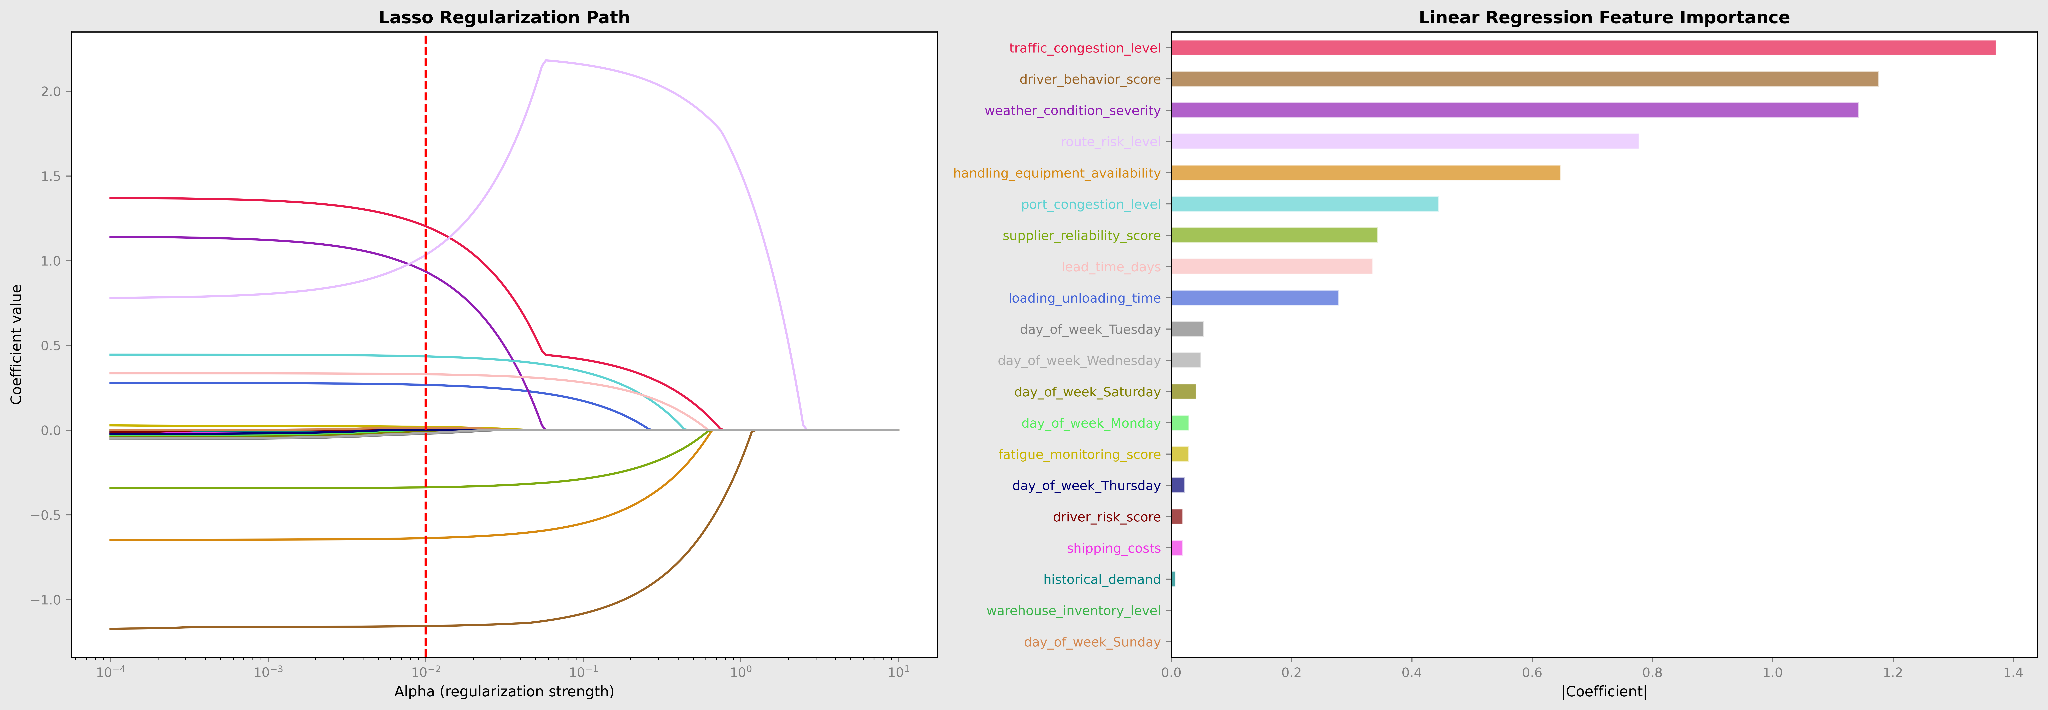 Lasso Regularization Path
Coefficient value
2.0
1.5
1.0
0.5
0.0
−0.5
−1.0
10⁻⁴ 10⁻³ 10⁻² 10⁻¹ 10⁰ 10¹
Alpha (regularization strength)
Linear Regression Feature Importance
traffic_congestion_level
driver_behavior_score
weather_condition_severity
route_risk_level
handling_equipment_availability
port_congestion_level
supplier_reliability_score
lead_time_days
loading_unloading_time
day_of_week_Tuesday
day_of_week_Wednesday
day_of_week_Saturday
day_of_week_Monday
fatigue_monitoring_score
day_of_week_Thursday
driver_risk_score
shipping_costs
historical_demand
warehouse_inventory_level
day_of_week_Sunday
0.0 0.2 0.4 0.6 0.8 1.0 1.2 1.4
|Coefficient|